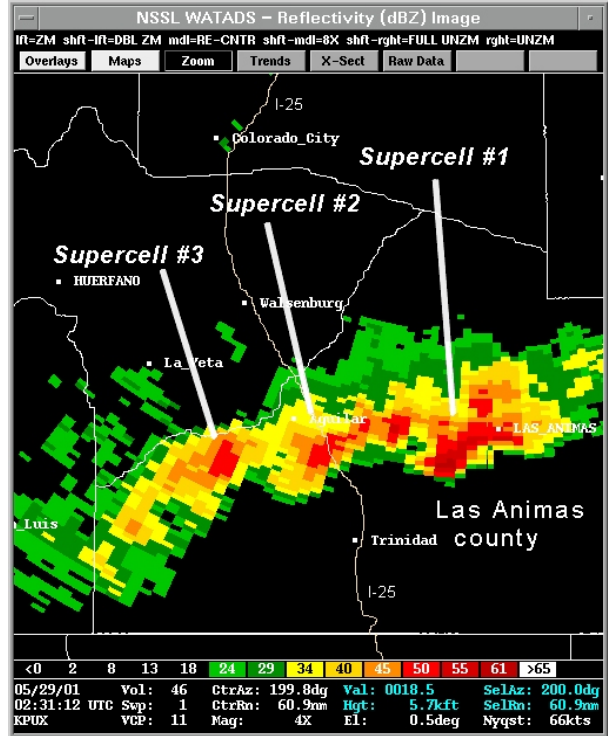 NSSL WATADS – Reflectivity (dBZ) Image
lft=ZM shft-lft=DBL ZM mdl=RE-CNTR shft-mdl=8X shft-rght=FULL UNZM rght=UNZM
Overlays Maps Zoom Trends X-Sect Raw Data
I-25
Colorado_City
Supercell #1
Supercell #2
Supercell #3
HUERFANO
Walsenburg
La_Veta
Aguilar
LAS_ANIMAS
Las Animas
county
_Luis
Trinidad
I-25
<0 2 8 13 18 24 29 34 40 45 50 55 61 >65
05/29/01 Vol: 46 CtrAz: 199.8dg Val: 0018.5 SelAz: 200.0dg
02:31:12 UTC Swp: 1 CtrRn: 60.9nm Hgt: 5.7kft SelRn: 60.9nm
KPUX VCP: 11 Mag: 4X El: 0.5deg Nyqst: 66kts